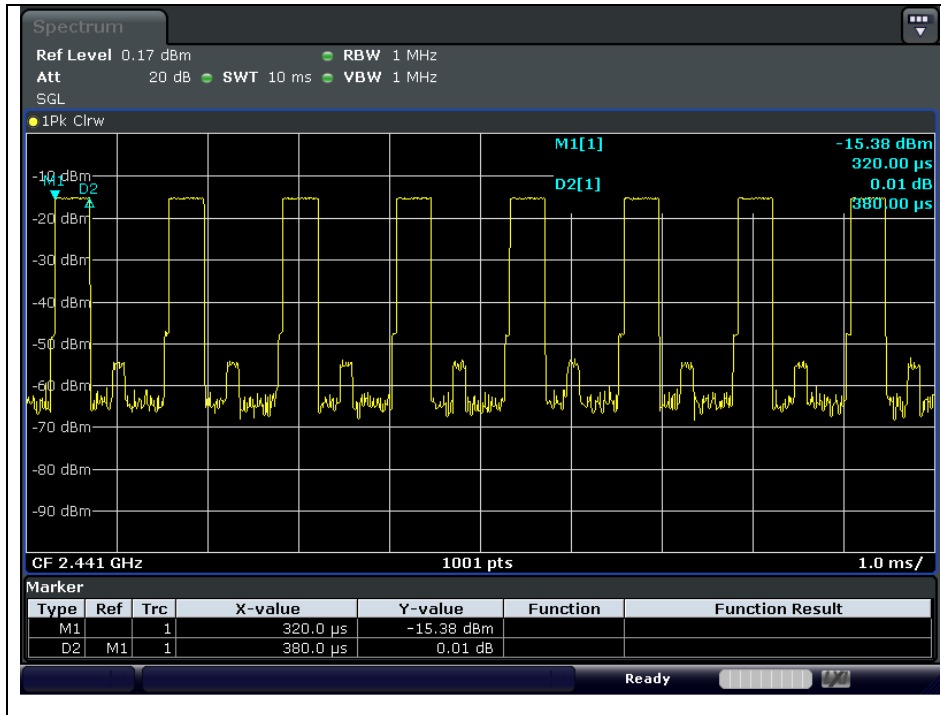 Spectrum
Ref Level 0.17 dBm RBW 1 MHz
Att 20 dB SWT 10 ms VBW 1 MHz
SGL
1Pk Clrw
M1[1] -15.38 dBm
320.00 µs
D2[1] 0.01 dB
380.00 µs
M1
D2
-10 dBm
-20 dBm
-30 dBm
-40 dBm
-50 dBm
-60 dBm
-70 dBm
-80 dBm
-90 dBm
CF 2.441 GHz 1001 pts 1.0 ms/
Marker
Type Ref Trc X-value Y-value Function Function Result
M1 1 320.0 µs -15.38 dBm
D2 M1 1 380.0 µs 0.01 dB
Ready